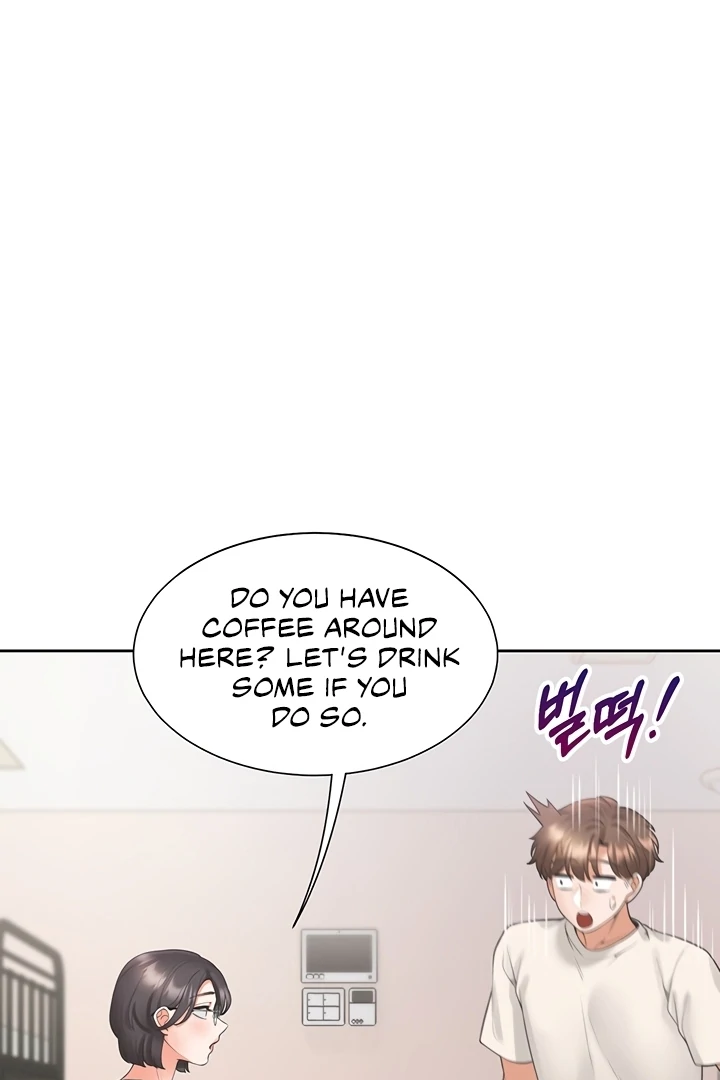 DO YOU HAVE
COFFEE AROUND
HERE? LET'S DRINK
SOME IF YOU
DO SO.
벌떡!